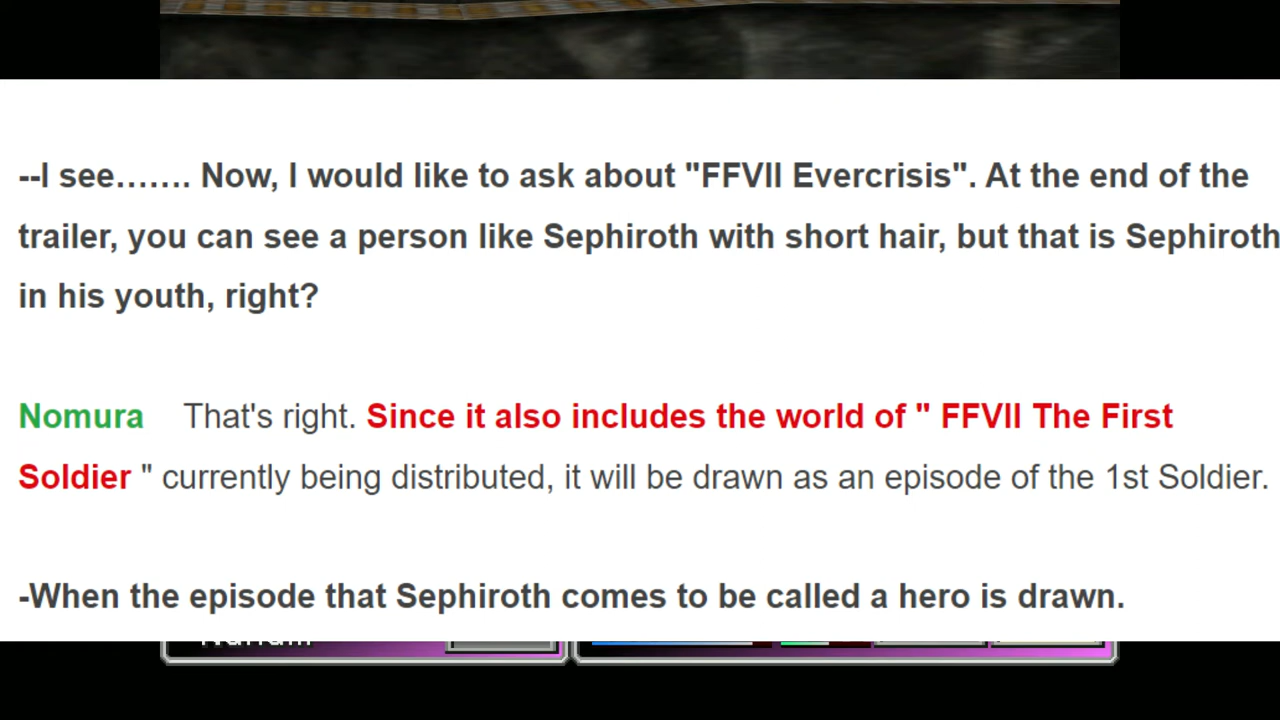 --I see……. Now, I would like to ask about "FFVII Evercrisis". At the end of the
trailer, you can see a person like Sephiroth with short hair, but that is Sephiroth
in his youth, right?
Nomura That's right. Since it also includes the world of " FFVII The First
Soldier " currently being distributed, it will be drawn as an episode of the 1st Soldier.
-When the episode that Sephiroth comes to be called a hero is drawn.